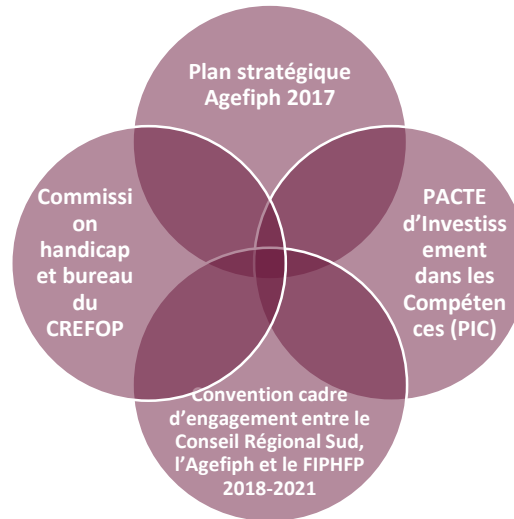 Plan stratégique
Agefiph 2017
Commissi
on
handicap
et bureau
du
CREFOP
PACTE
d’Investiss
ement
dans les
Compéten
ces (PIC)
Convention cadre
d’engagement entre le
Conseil Régional Sud,
l’Agefiph et le FIPHFP
2018-2021